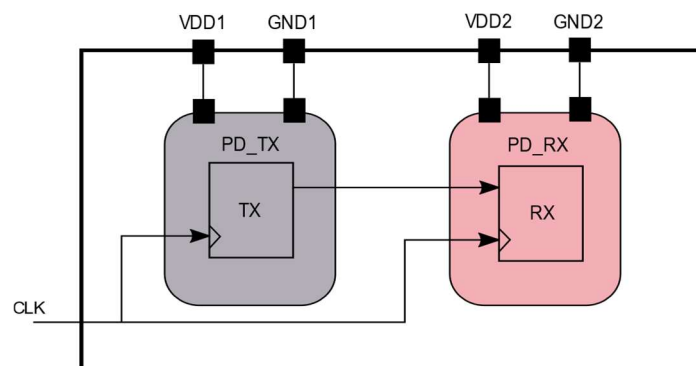 VDD1 GND1 VDD2 GND2
PD_TX PD_RX
TX RX
CLK